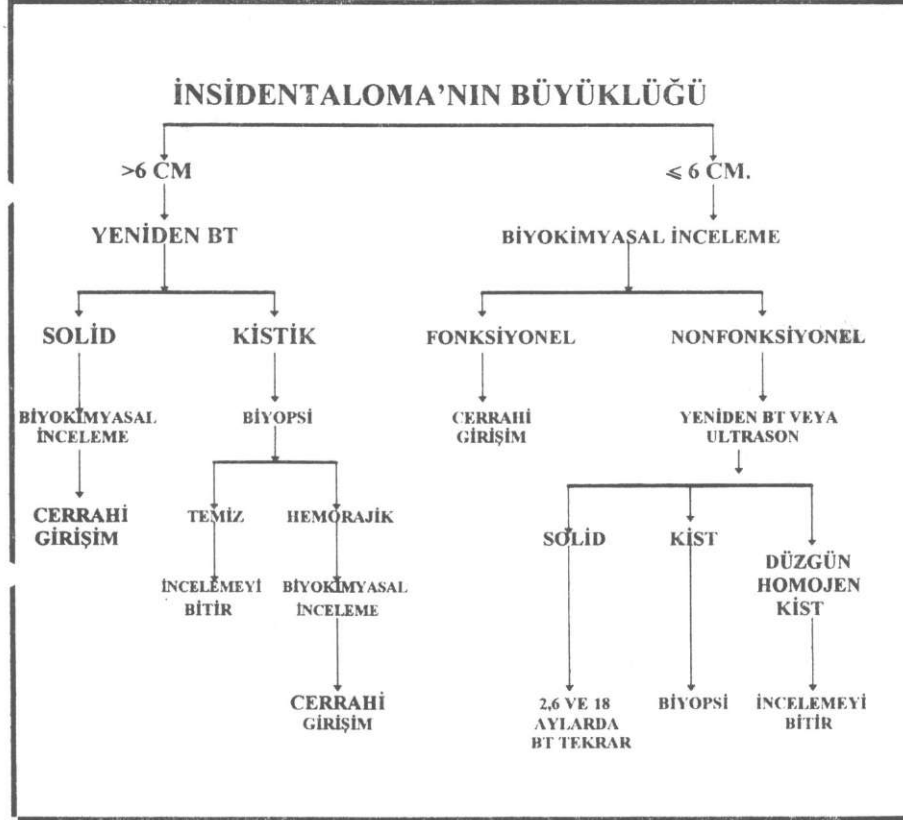 İNSİDENTALOMA'NIN BÜYÜKLÜĞÜ
>6 CM
≤ 6 CM.
YENİDEN BT
BİYOKİMYASAL İNCELEME
SOLİD
KİSTİK
FONKSİYONEL
NONFONKSİYONEL
BİYOKİMYASAL
İNCELEME
BİYOPSİ
CERRAHİ
GİRİŞİM
YENİDEN BT VEYA
ULTRASON
CERRAHİ
GİRİŞİM
TEMİZ
HEMORAJİK
SOLİD
KİST
DÜZGÜN
HOMOJEN
KİST
İNCELEMEYİ
BİTİR
BİYOKİMYASAL
İNCELEME
CERRAHİ
GİRİŞİM
2,6 VE 18
AYLARDA
BT TEKRAR
BİYOPSİ
İNCELEMEYİ
BİTİR